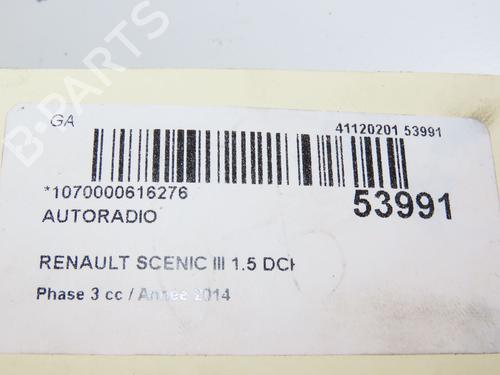 GA
41120201 53991
*1070000616276
53991
AUTORADIO
RENAULT SCENIC III 1.5 DCI
Phase 3 cc / Année 2014
B-PARTS